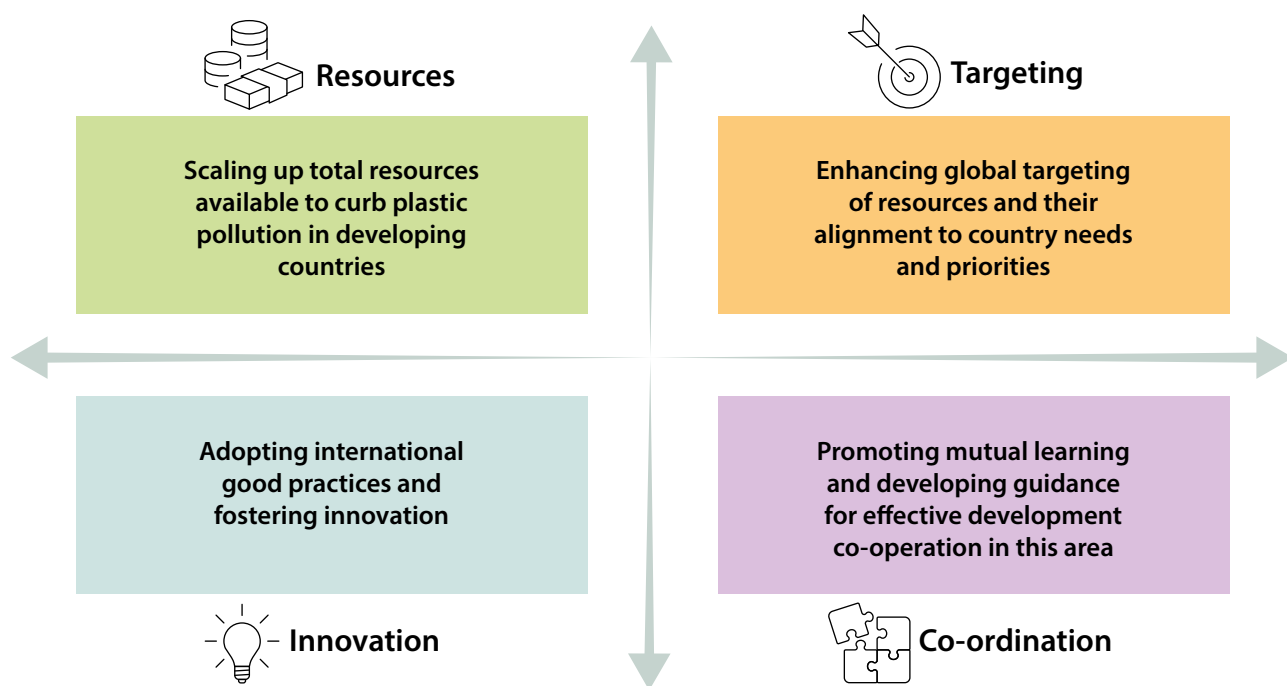 Resources
Scaling up total resources
available to curb plastic
pollution in developing
countries
Targeting
Enhancing global targeting
of resources and their
alignment to country needs
and priorities
Adopting international
good practices and
fostering innovation
Innovation
Promoting mutual learning
and developing guidance
for effective development
co-operation in this area
Co-ordination